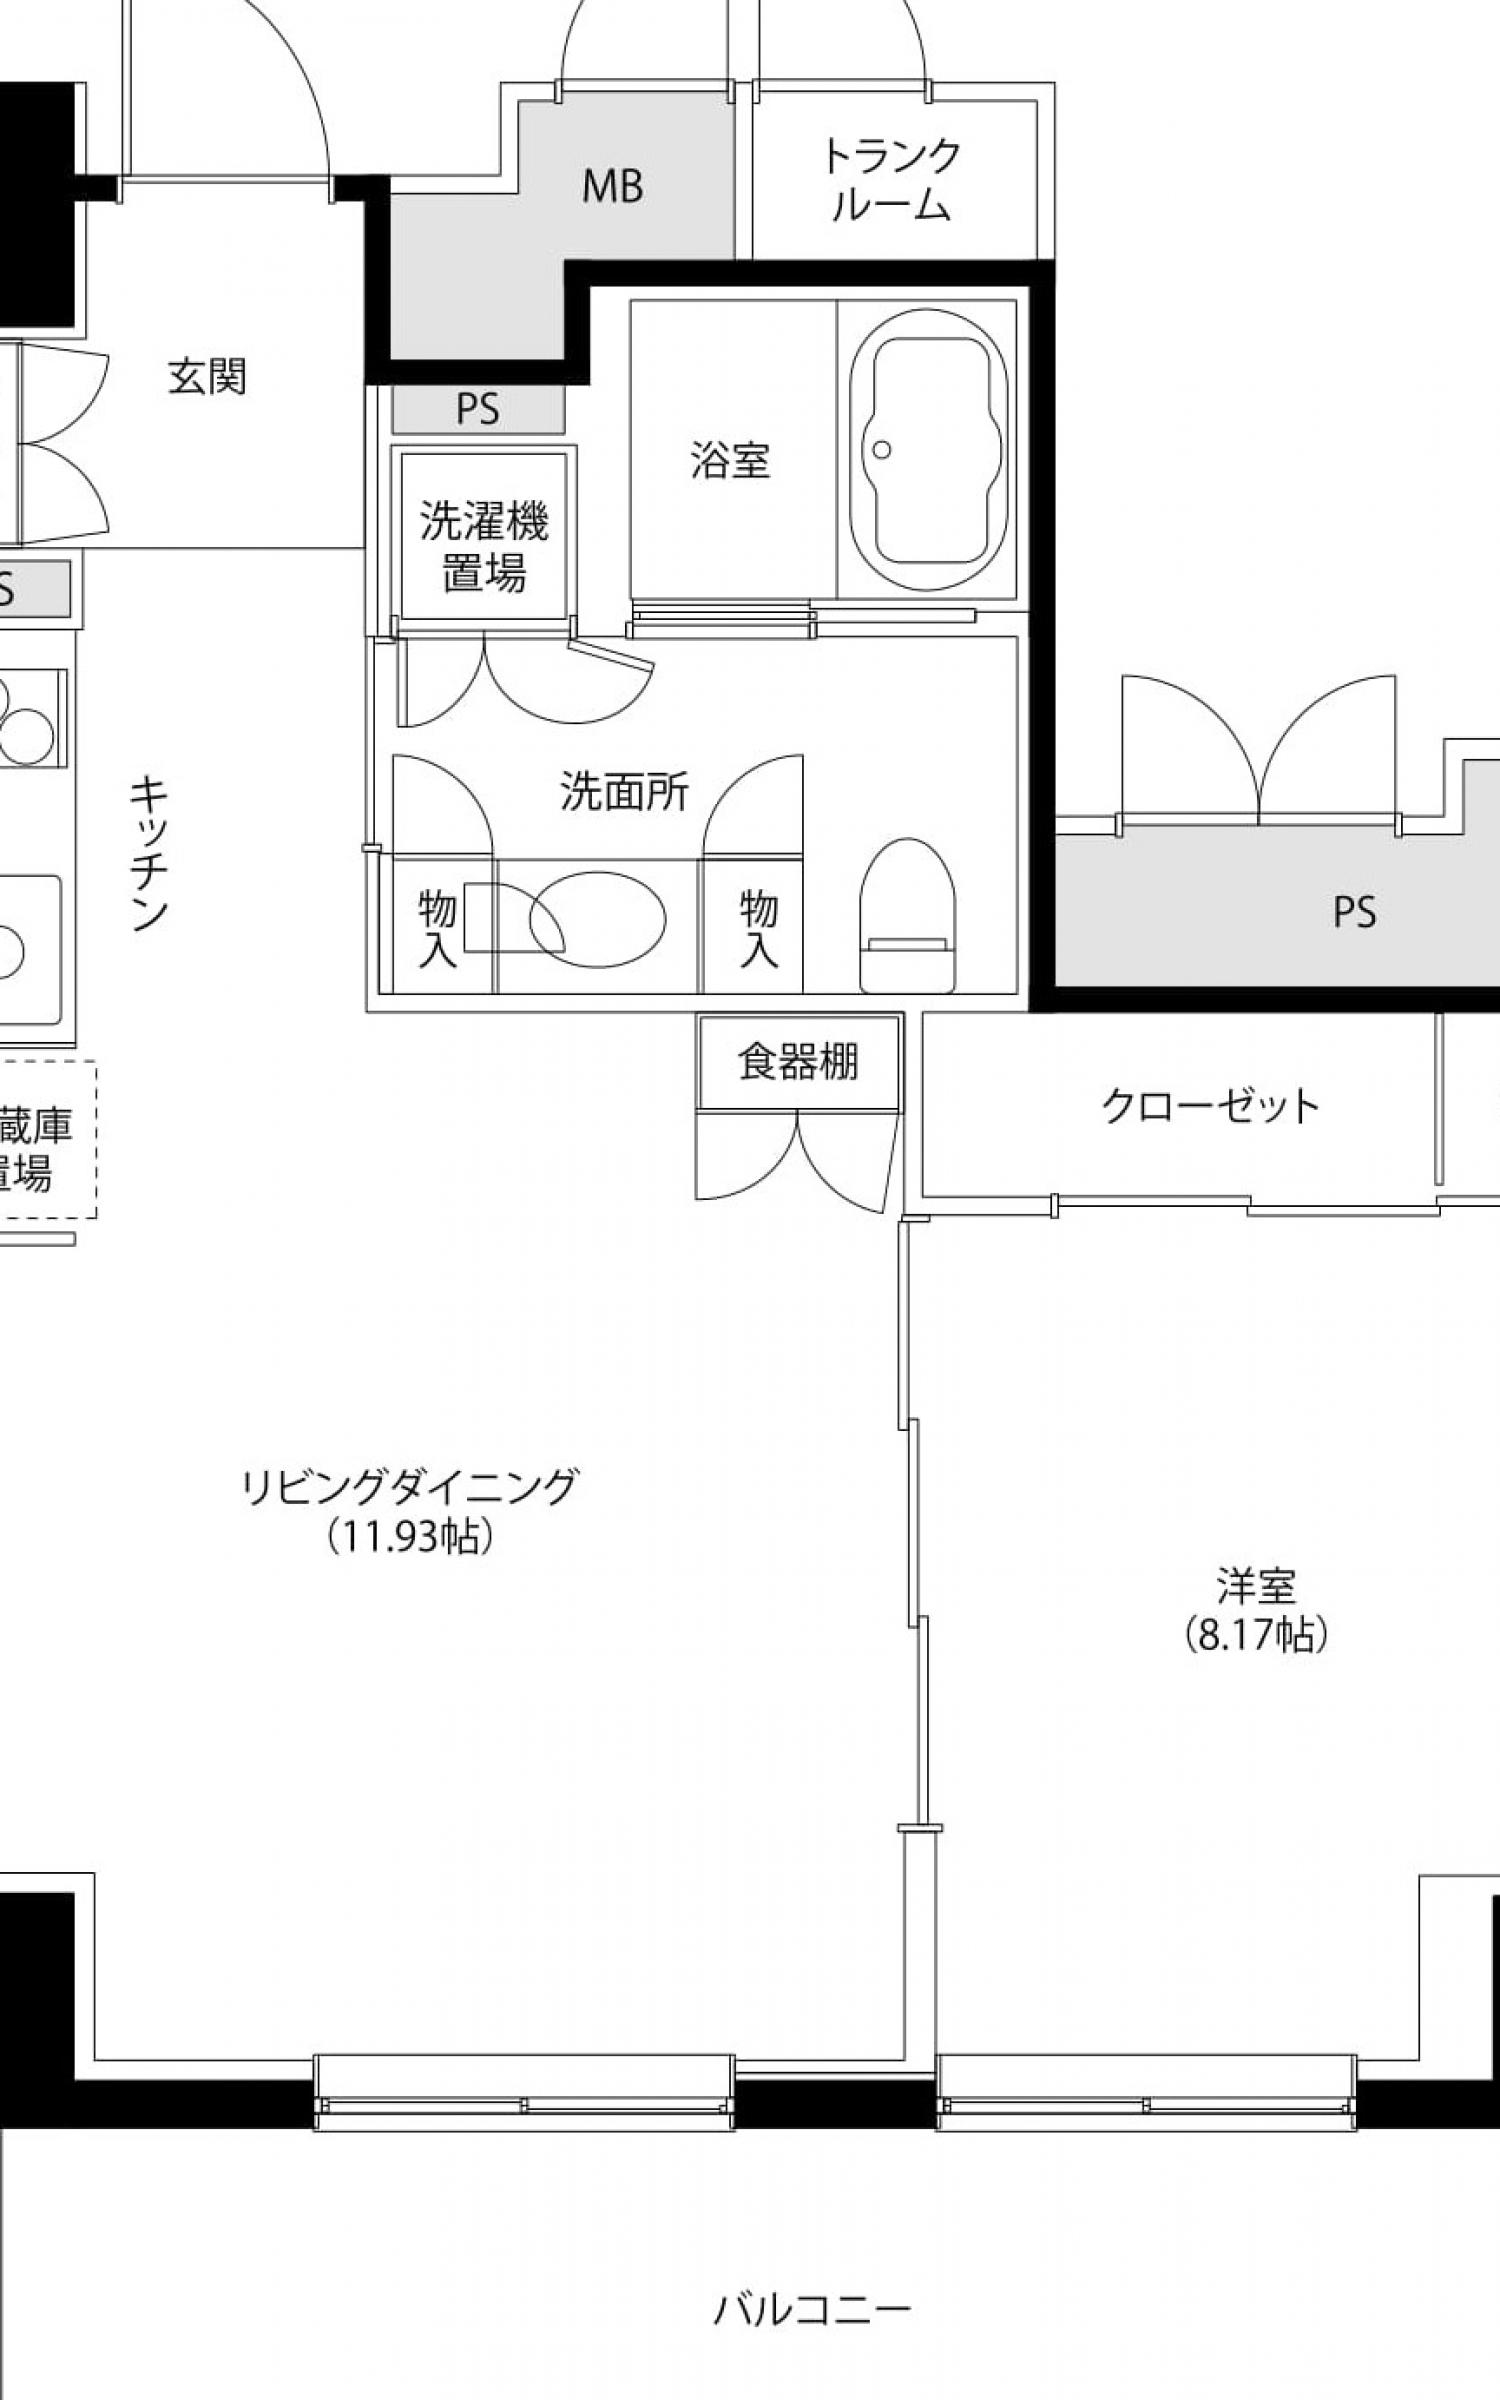 MB
トランク
ルーム
玄関
PS
浴室
洗濯機
置場
S
キッチン
洗面所
物入
物入
PS
食器棚
クローゼット
蔵庫
置場
リビングダイニング
（11.93帖）
洋室
（8.17帖）
バルコニー